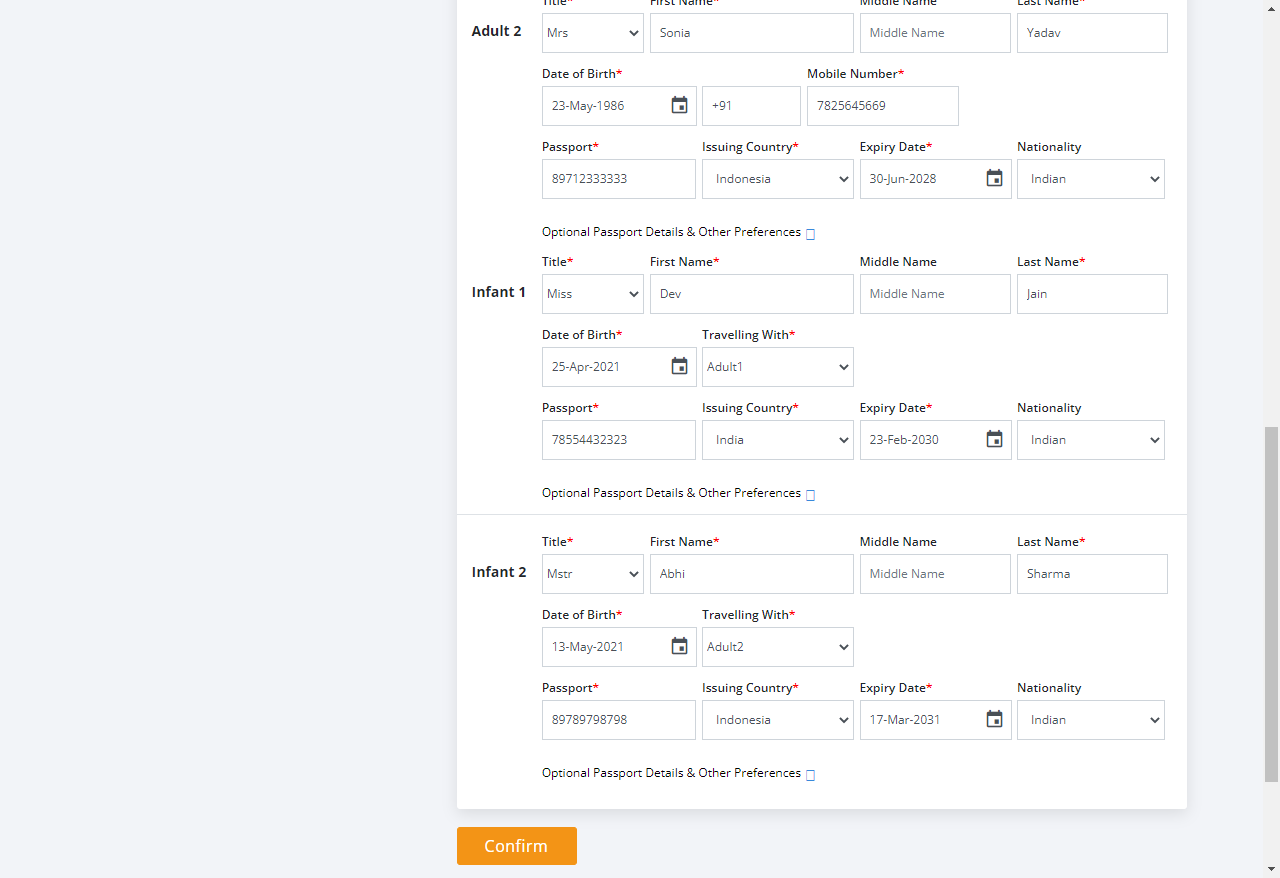 Title* First Name* Middle Name Last Name*
Adult 2 Mrs Sonia Middle Name Yadav
Date of Birth* Mobile Number*
23-May-1986 +91 7825645669
Passport* Issuing Country* Expiry Date* Nationality
89712333333 Indonesia 30-Jun-2028 Indian
Optional Passport Details & Other Preferences
Title* First Name* Middle Name Last Name*
Infant 1 Miss Dev Middle Name Jain
Date of Birth* Travelling With*
25-Apr-2021 Adult1
Passport* Issuing Country* Expiry Date* Nationality
78554432323 India 23-Feb-2030 Indian
Optional Passport Details & Other Preferences
Title* First Name* Middle Name Last Name*
Infant 2 Mstr Abhi Middle Name Sharma
Date of Birth* Travelling With*
13-May-2021 Adult2
Passport* Issuing Country* Expiry Date* Nationality
89789798798 Indonesia 17-Mar-2031 Indian
Optional Passport Details & Other Preferences
Confirm